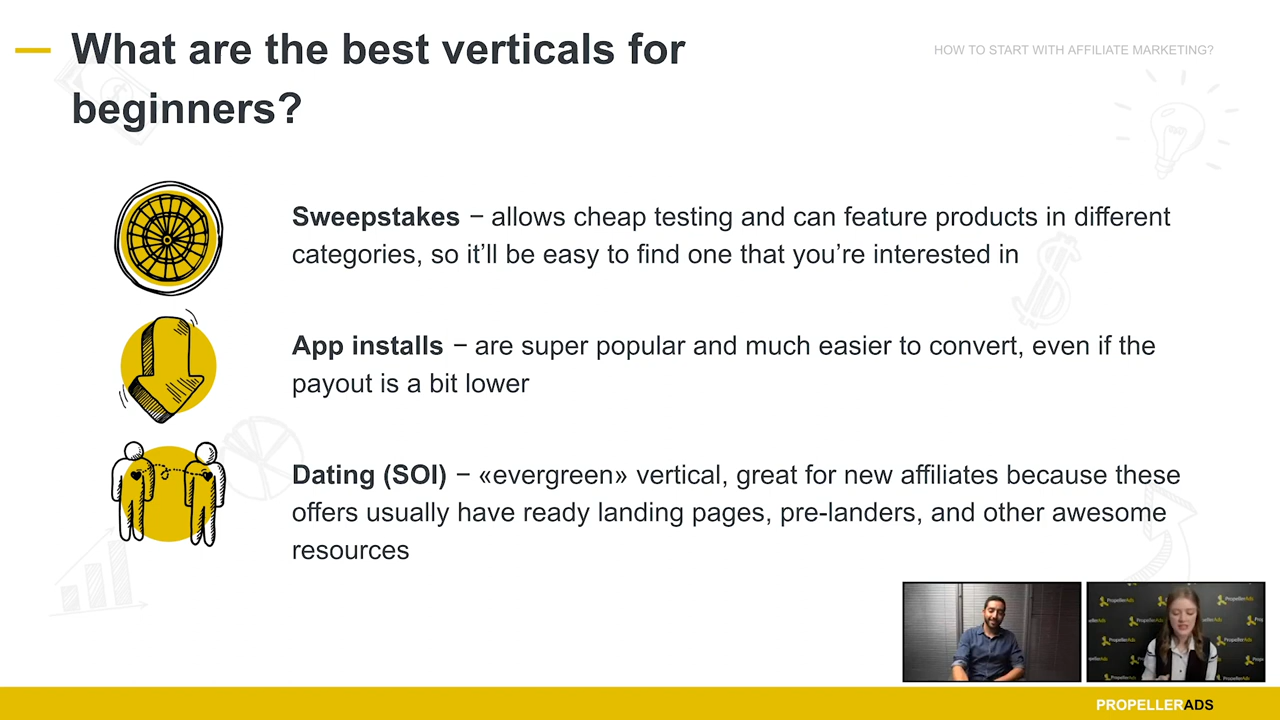 What are the best verticals for
beginners?
HOW TO START WITH AFFILIATE MARKETING?
Sweepstakes − allows cheap testing and can feature products in different
categories, so it’ll be easy to find one that you’re interested in
App installs − are super popular and much easier to convert, even if the
payout is a bit lower
Dating (SOI) − «evergreen» vertical, great for new affiliates because these
offers usually have ready landing pages, pre-landers, and other awesome
resources
PropellerAds
PropellerAds
PropellerAds
PropellerAds
PROPELLERADS